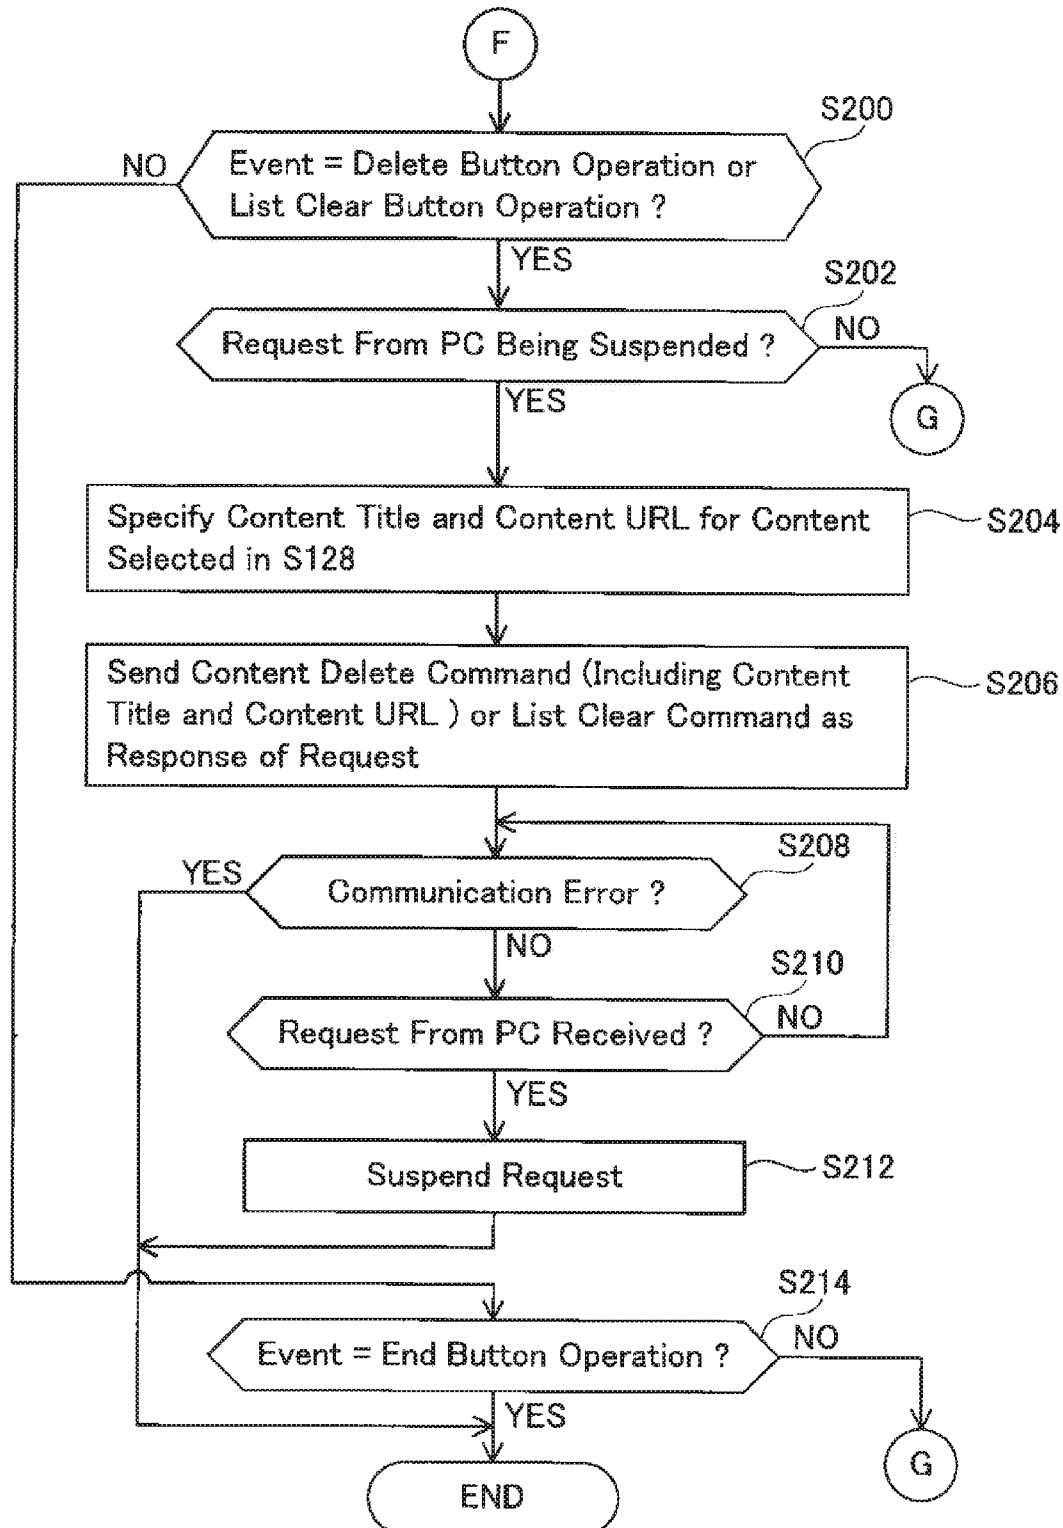 F
S200
NO
Event = Delete Button Operation or
List Clear Button Operation ?
YES
S202
Request From PC Being Suspended ?
NO
YES
G
Specify Content Title and Content URL for Content
Selected in S128
S204
Send Content Delete Command (Including Content
Title and Content URL ) or List Clear Command as
Response of Request
S206
S208
YES
Communication Error ?
NO
S210
Request From PC Received ?
NO
YES
Suspend Request
S212
S214
Event = End Button Operation ?
NO
YES
G
END